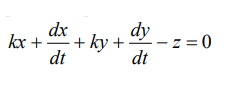 kx + dx/dt + ky + dy/dt − z = 0